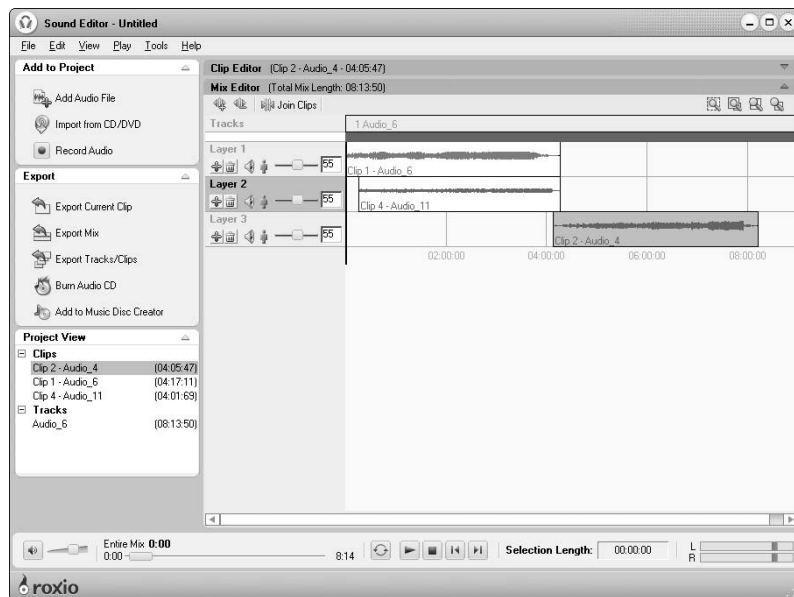 Sound Editor - Untitled
File Edit View Play Tools Help
Add to Project
Add Audio File
Import from CD/DVD
Record Audio
Export
Export Current Clip
Export Mix
Export Tracks/Clips
Burn Audio CD
Add to Music Disc Creator
Project View
Clips
Clip 2 - Audio_4 (04:05:47)
Clip 1 - Audio_6 (04:17:11)
Clip 4 - Audio_11 (04:01:69)
Tracks
Audio_6 (08:13:50)
Clip Editor (Clip 2 - Audio_4 - 04:05:47)
Mix Editor (Total Mix Length: 08:13:50)
Join Clips
Tracks 1 Audio_6
Layer 1
55
Clip 1 - Audio_6
Layer 2
55
Clip 4 - Audio_11
Layer 3
55
Clip 2 - Audio_4
02:00:00 04:00:00 06:00:00 08:00:00
Entire Mix 0:00
0:00 8:14
Selection Length: 00:00:00
L
R
roxio